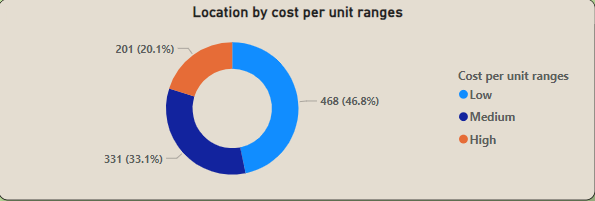 Location by cost per unit ranges
201 (20.1%)
468 (46.8%)
331 (33.1%)
Cost per unit ranges
Low
Medium
High